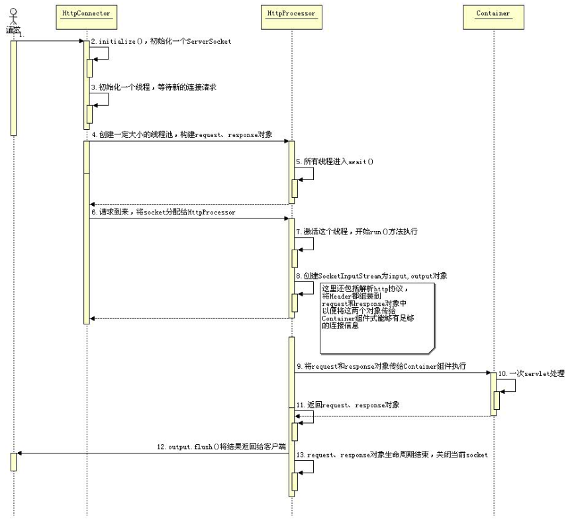 HttpConnector
HttpProcessor
Container
请求
1.
2.initialize(),初始化一个ServerSocket
3.初始化一个线程,等待新的连接请求
4.创建一定大小的线程池,构建request、response对象
5.所有线程进入await()
6.请求到来,将socket分配给HttpProcessor
7.激活这个线程,开始run()方法执行
8.创建SocketInputStream为input,output对象
这里还包括解析http协议,
将Header都组装到
request和response对象中
以便将这两个对象传给
Container组件式能够有足够
的连接信息
9.将request和response对象传给Container组件执行
10.一次servlet处理
11.返回request、response对象
12.output.flush()将结果返回给客户端
13.request、response对象生命周期结束,关闭当前socket